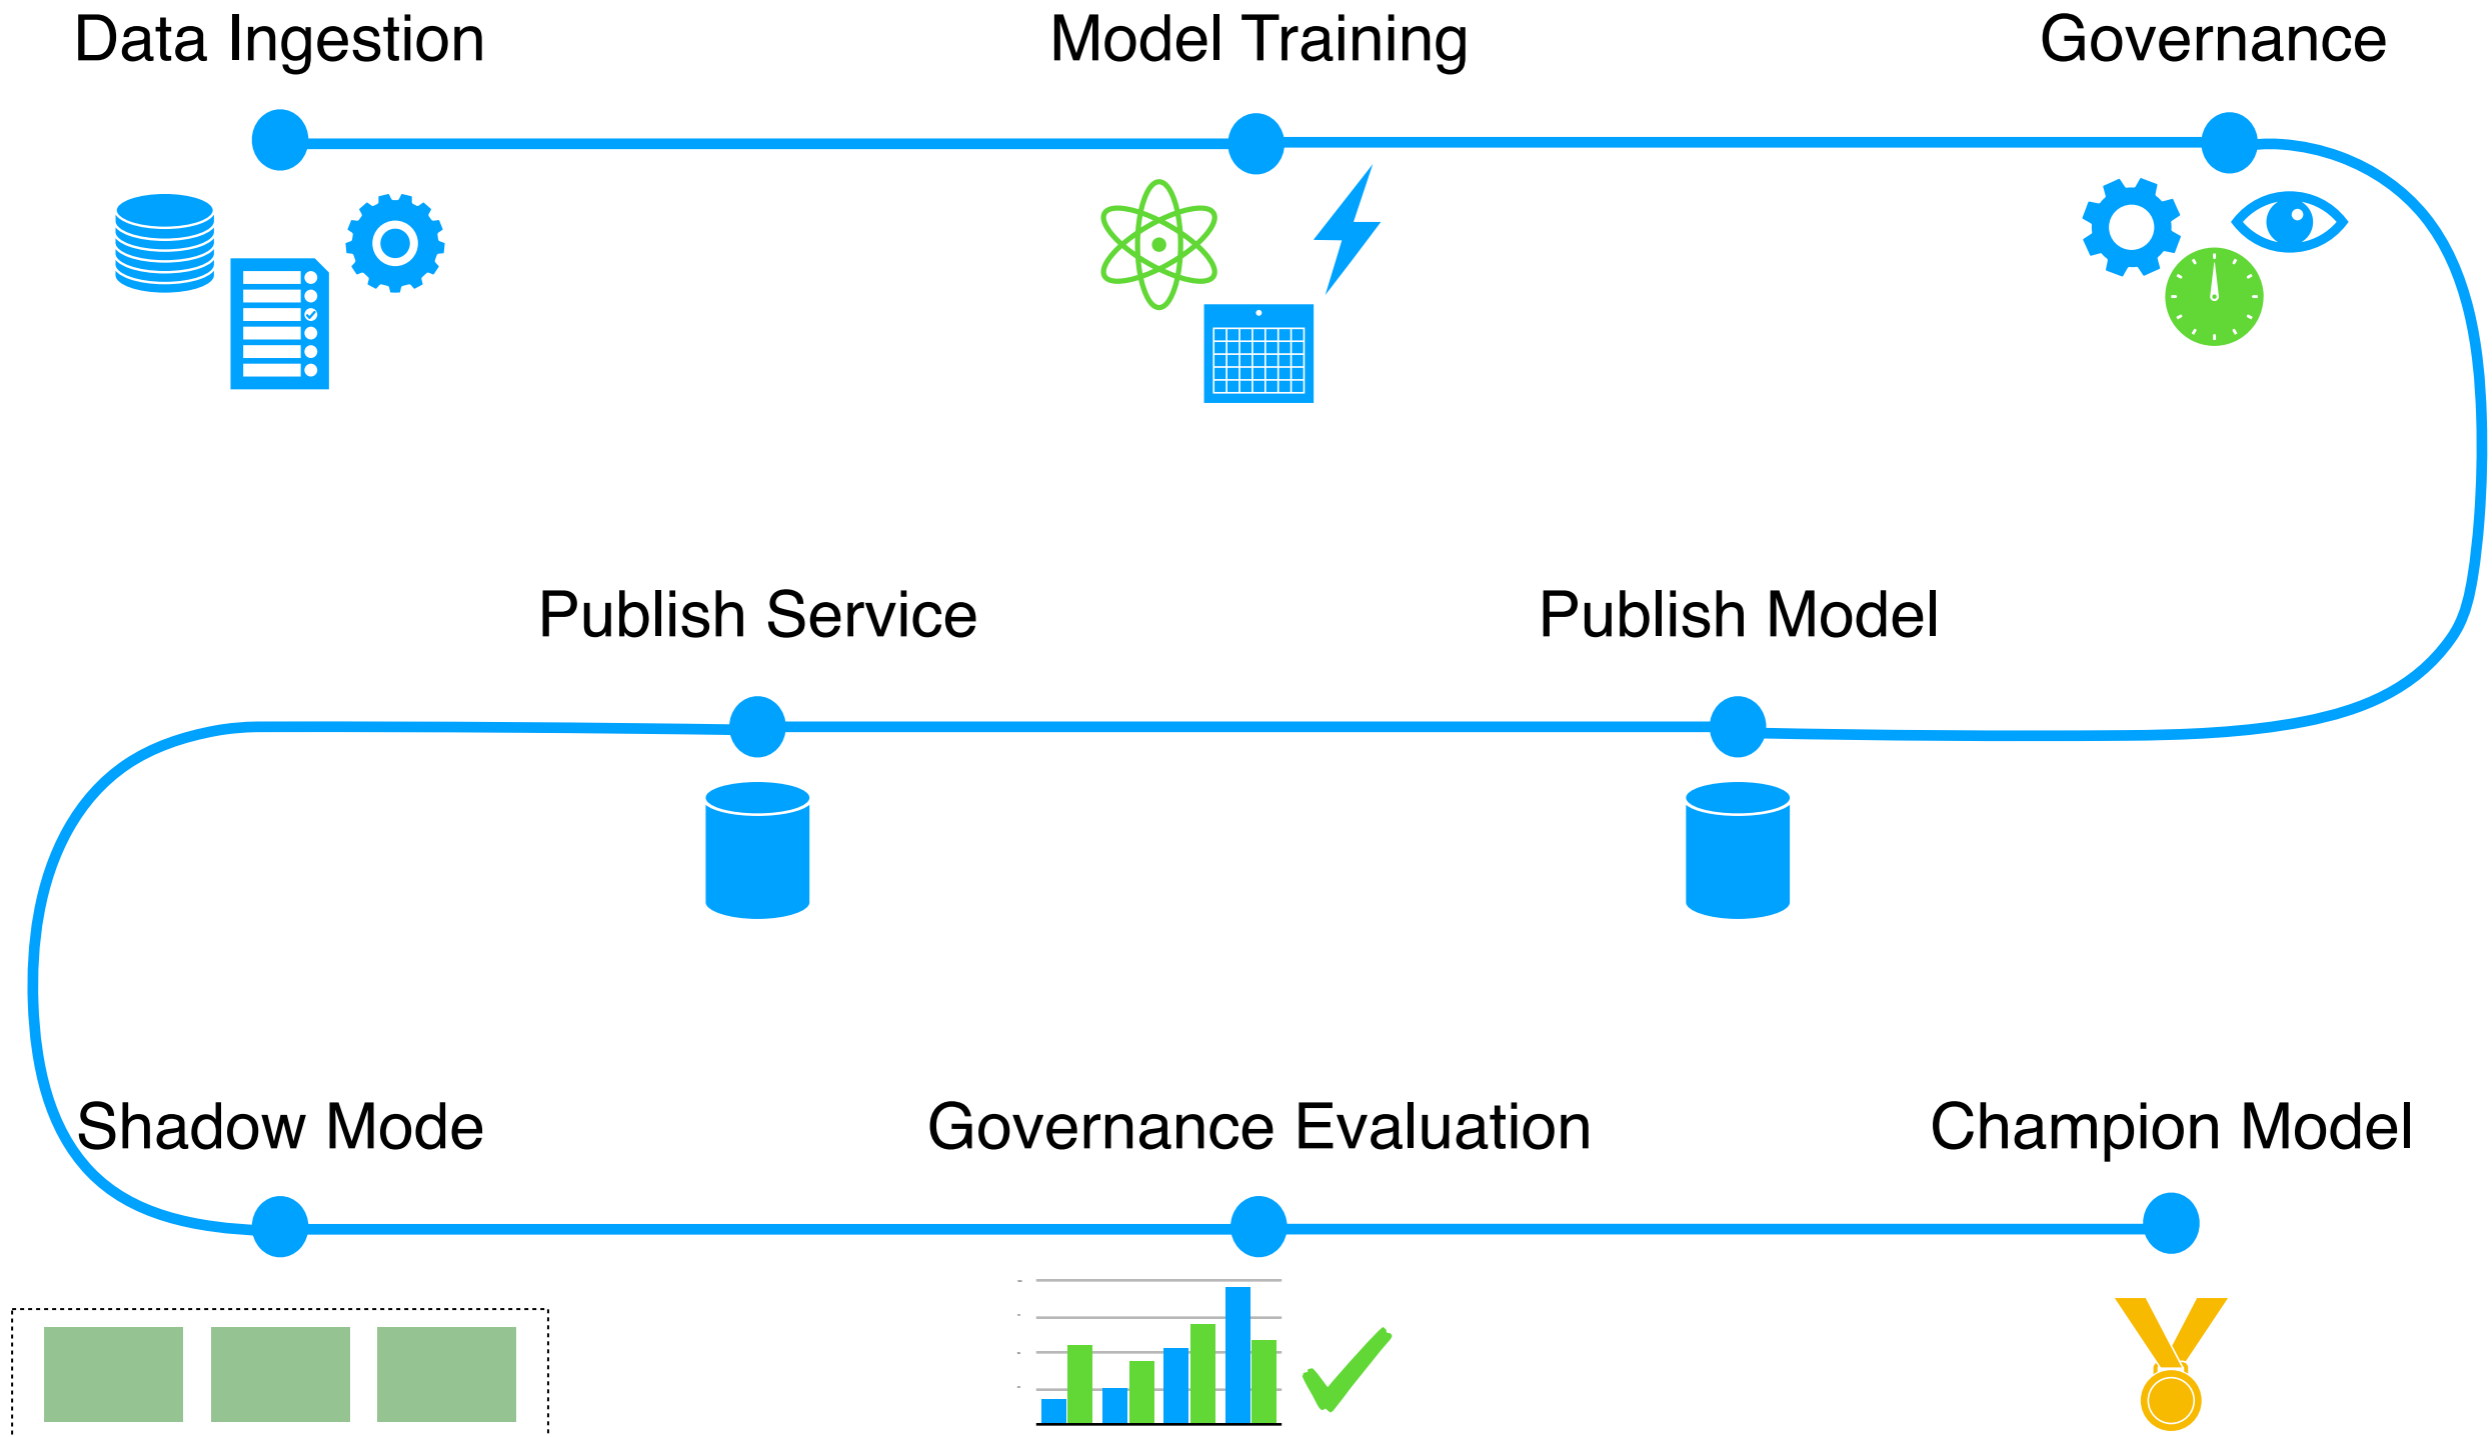 Data Ingestion
Model Training
Governance
Publish Service
Publish Model
Shadow Mode
Governance Evaluation
Champion Model